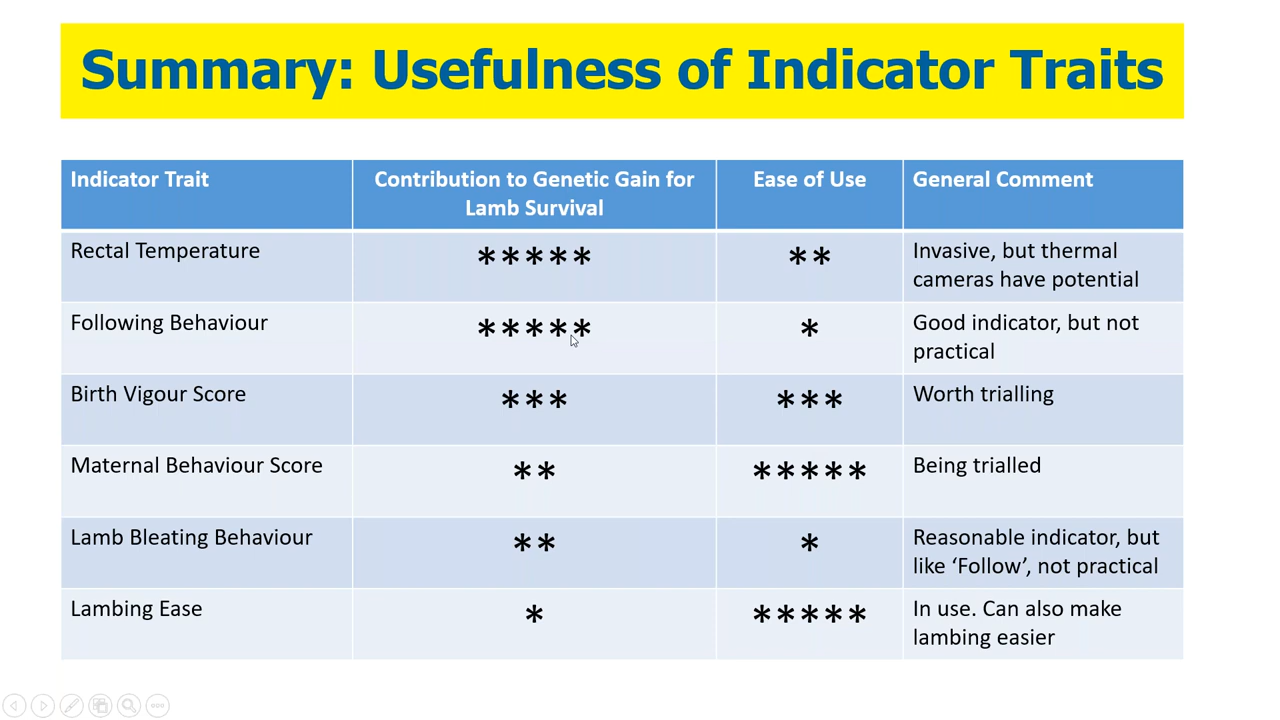 Summary: Usefulness of Indicator Traits
Indicator Trait
Contribution to Genetic Gain for
Lamb Survival
Ease of Use
General Comment
Rectal Temperature
*****
**
Invasive, but thermal
cameras have potential
Following Behaviour
*****
*
Good indicator, but not
practical
Birth Vigour Score
***
***
Worth trialling
Maternal Behaviour Score
**
*****
Being trialled
Lamb Bleating Behaviour
**
*
Reasonable indicator, but
like ‘Follow’, not practical
Lambing Ease
*
*****
In use. Can also make
lambing easier